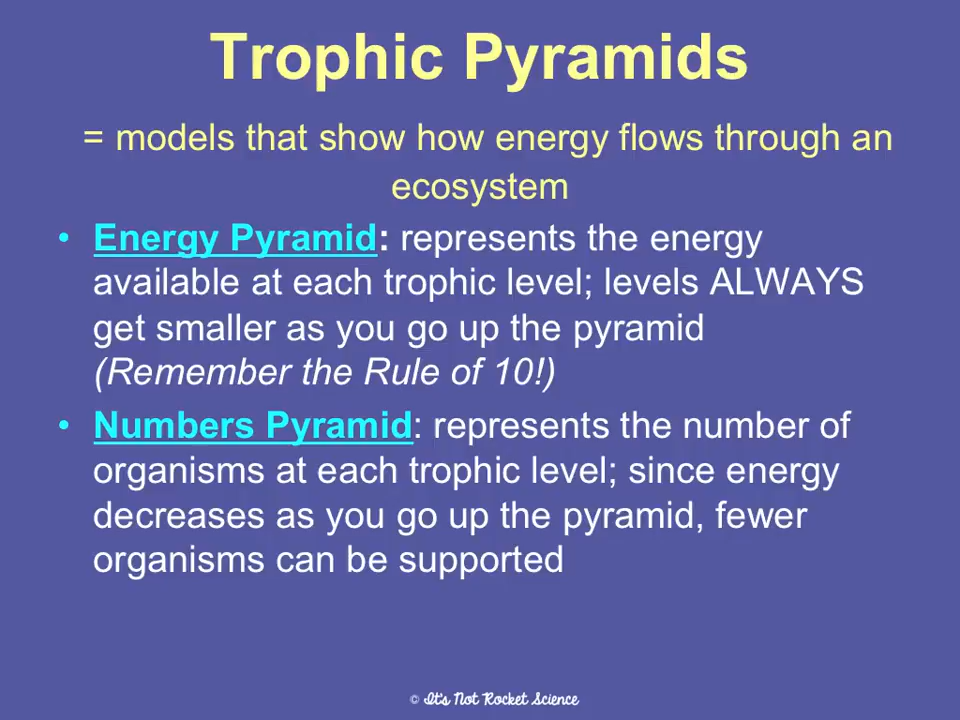 Trophic Pyramids
= models that show how energy flows through an
ecosystem
• Energy Pyramid: represents the energy
available at each trophic level; levels ALWAYS
get smaller as you go up the pyramid
(Remember the Rule of 10!)
• Numbers Pyramid: represents the number of
organisms at each trophic level; since energy
decreases as you go up the pyramid, fewer
organisms can be supported
© It's Not Rocket Science